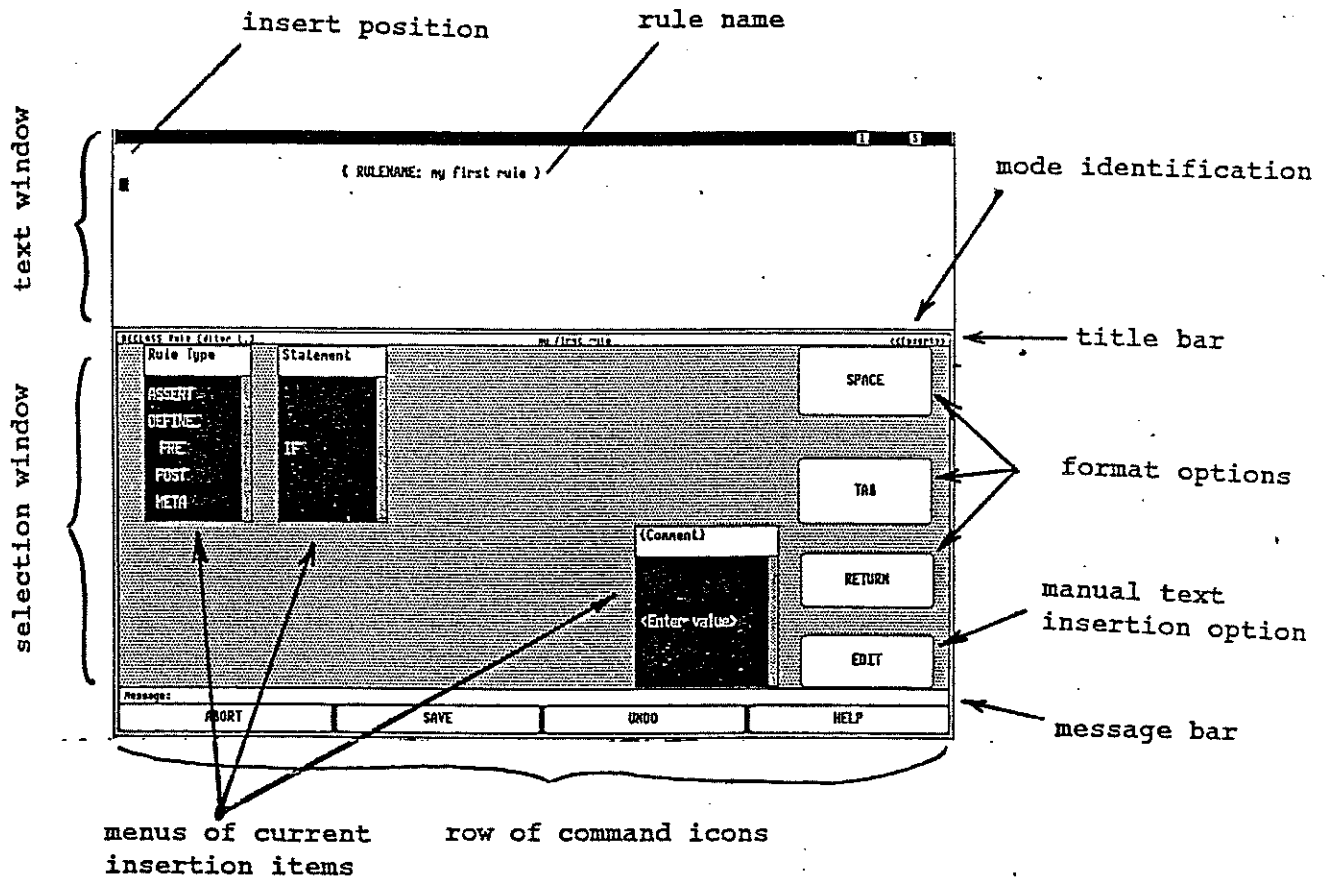 insert position
rule name
text window
1 S
{ RULENAME: my first rule }
mode identification
Rule Editor
my first rule
title bar
selection window
Rule Type
Statement
SPACE
ASSERT
DEFINE
PRE
IF
POST
META
TAB
format options
{Comment}
RETURN
<Enter value>
manual text
insertion option
EDIT
Message:
ABORT SAVE UNDO HELP
message bar
menus of current
insertion items
row of command icons